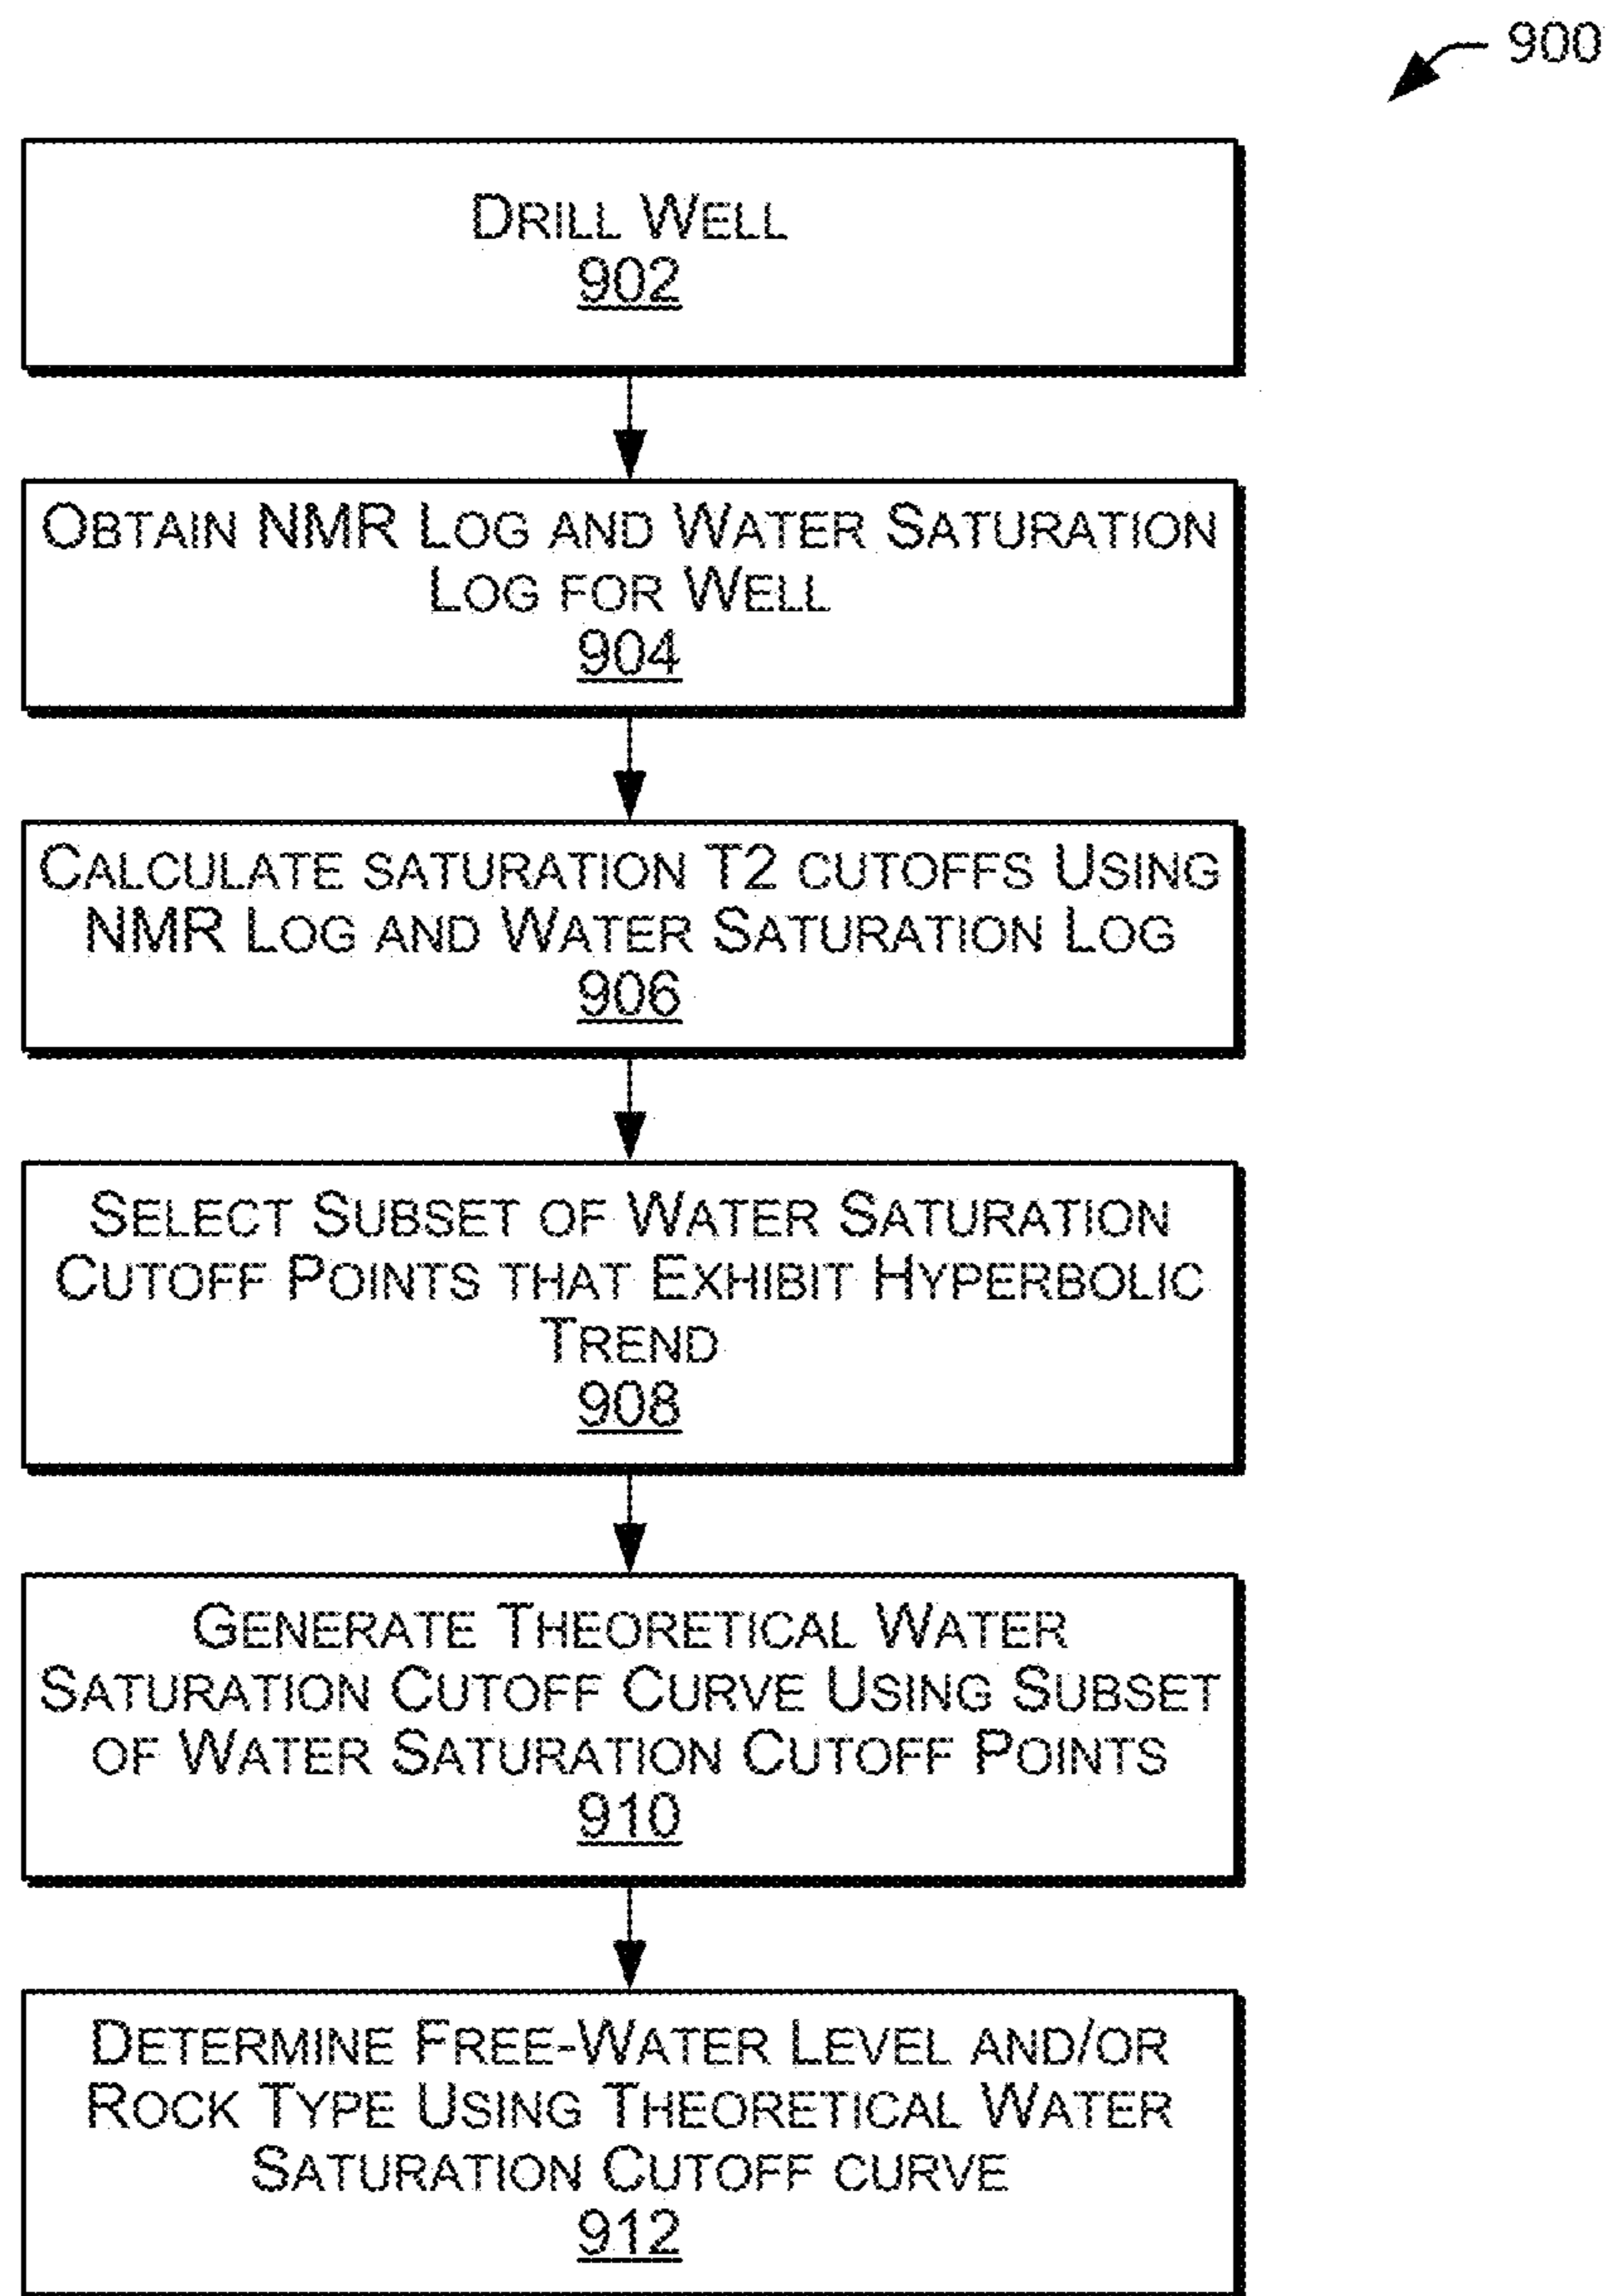 900
DRILL WELL
902
OBTAIN NMR LOG AND WATER SATURATION
LOG FOR WELL
904
CALCULATE SATURATION T2 CUTOFFS USING
NMR LOG AND WATER SATURATION LOG
906
SELECT SUBSET OF WATER SATURATION
CUTOFF POINTS THAT EXHIBIT HYPERBOLIC
TREND
908
GENERATE THEORETICAL WATER
SATURATION CUTOFF CURVE USING SUBSET
OF WATER SATURATION CUTOFF POINTS
910
DETERMINE FREE-WATER LEVEL AND/OR
ROCK TYPE USING THEORETICAL WATER
SATURATION CUTOFF CURVE
912